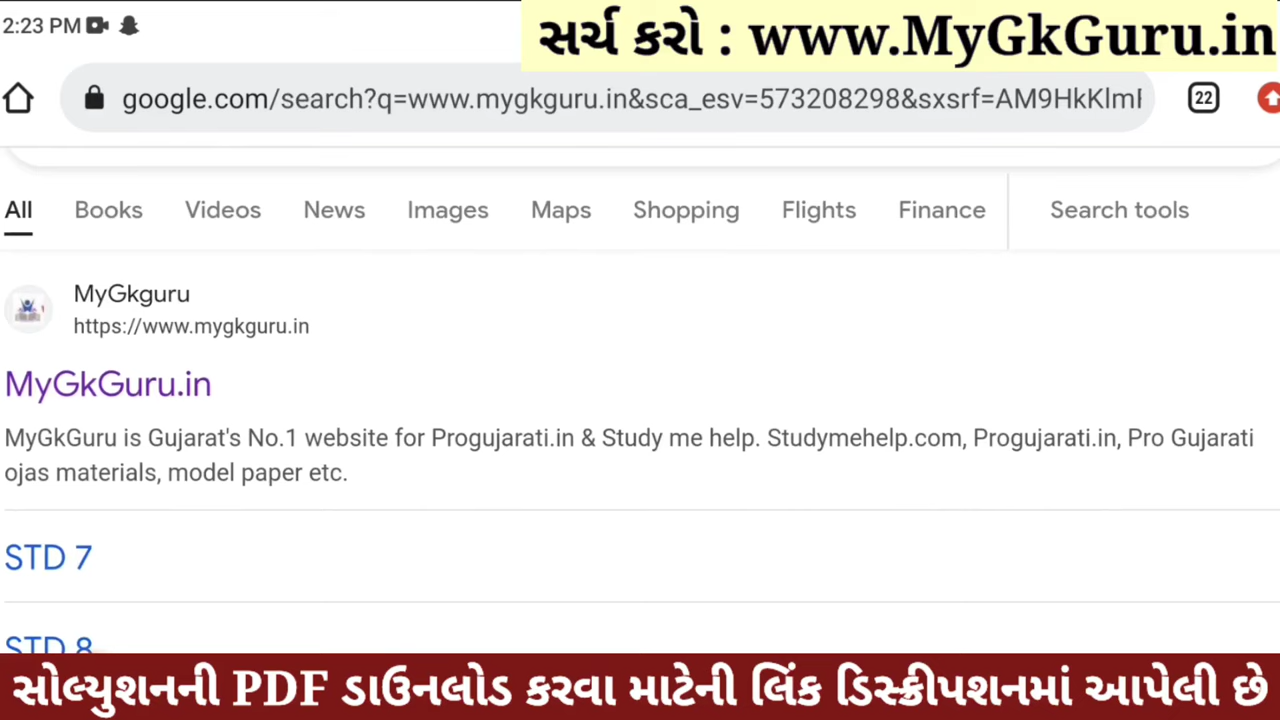 2:23 PM
સર્ચ કરો : www.MyGkGuru.in
google.com/search?q=www.mygkguru.in&sca_esv=573208298&sxsrf=AM9HkKlm
22
All Books Videos News Images Maps Shopping Flights Finance Search tools
MyGkguru
https://www.mygkguru.in
MyGkGuru.in
MyGkGuru is Gujarat's No.1 website for Progujarati.in & Study me help. Studymehelp.com, Progujarati.in, Pro Gujarati
ojas materials, model paper etc.
STD 7
STD 8
સોલ્યુશનની PDF ડાઉનલોડ કરવા માટેની લિંક ડિસ્ક્રીપશનમાં આપેલી છે